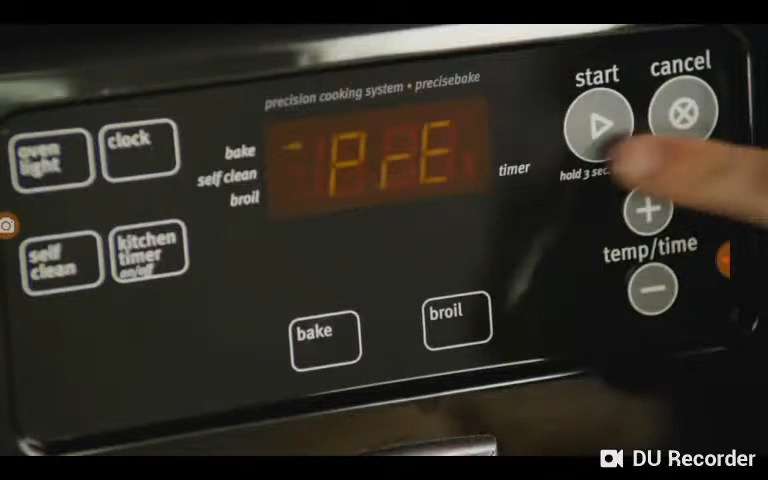 precision cooking system • precisebake
start
cancel
oven
light
clock
bake
self clean
broil
PrE
timer
hold 3 sec
self
clean
kitchen
timer
on/off
temp/time
bake
broil
DU Recorder